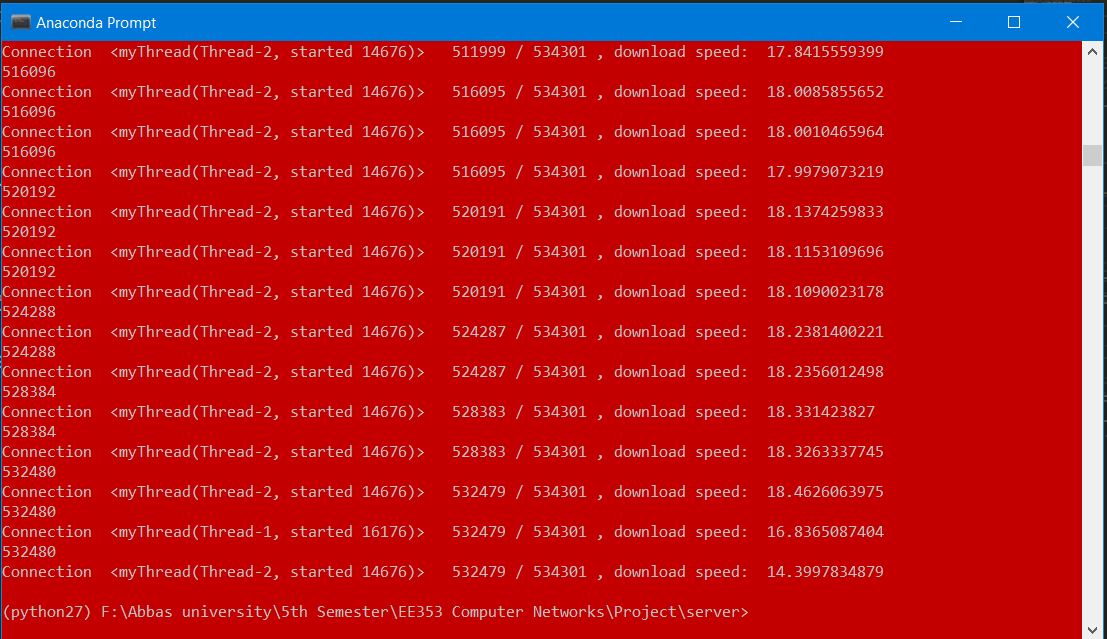 Anaconda Prompt
Connection  <myThread(Thread-2, started 14676)>   511999 / 534301 , download speed:  17.8415559399
516096
Connection  <myThread(Thread-2, started 14676)>   516095 / 534301 , download speed:  18.0085855652
516096
Connection  <myThread(Thread-2, started 14676)>   516095 / 534301 , download speed:  18.0010465964
516096
Connection  <myThread(Thread-2, started 14676)>   516095 / 534301 , download speed:  17.9979073219
520192
Connection  <myThread(Thread-2, started 14676)>   520191 / 534301 , download speed:  18.1374259833
520192
Connection  <myThread(Thread-2, started 14676)>   520191 / 534301 , download speed:  18.1153109696
520192
Connection  <myThread(Thread-2, started 14676)>   520191 / 534301 , download speed:  18.1090023178
524288
Connection  <myThread(Thread-2, started 14676)>   524287 / 534301 , download speed:  18.2381400221
524288
Connection  <myThread(Thread-2, started 14676)>   524287 / 534301 , download speed:  18.2356012498
528384
Connection  <myThread(Thread-2, started 14676)>   528383 / 534301 , download speed:  18.331423827
528384
Connection  <myThread(Thread-2, started 14676)>   528383 / 534301 , download speed:  18.3263337745
532480
Connection  <myThread(Thread-2, started 14676)>   532479 / 534301 , download speed:  18.4626063975
532480
Connection  <myThread(Thread-1, started 16176)>   532479 / 534301 , download speed:  16.8365087404
532480
Connection  <myThread(Thread-2, started 14676)>   532479 / 534301 , download speed:  14.3997834879
(python27) F:\Abbas university\5th Semester\EE353 Computer Networks\Project\server>